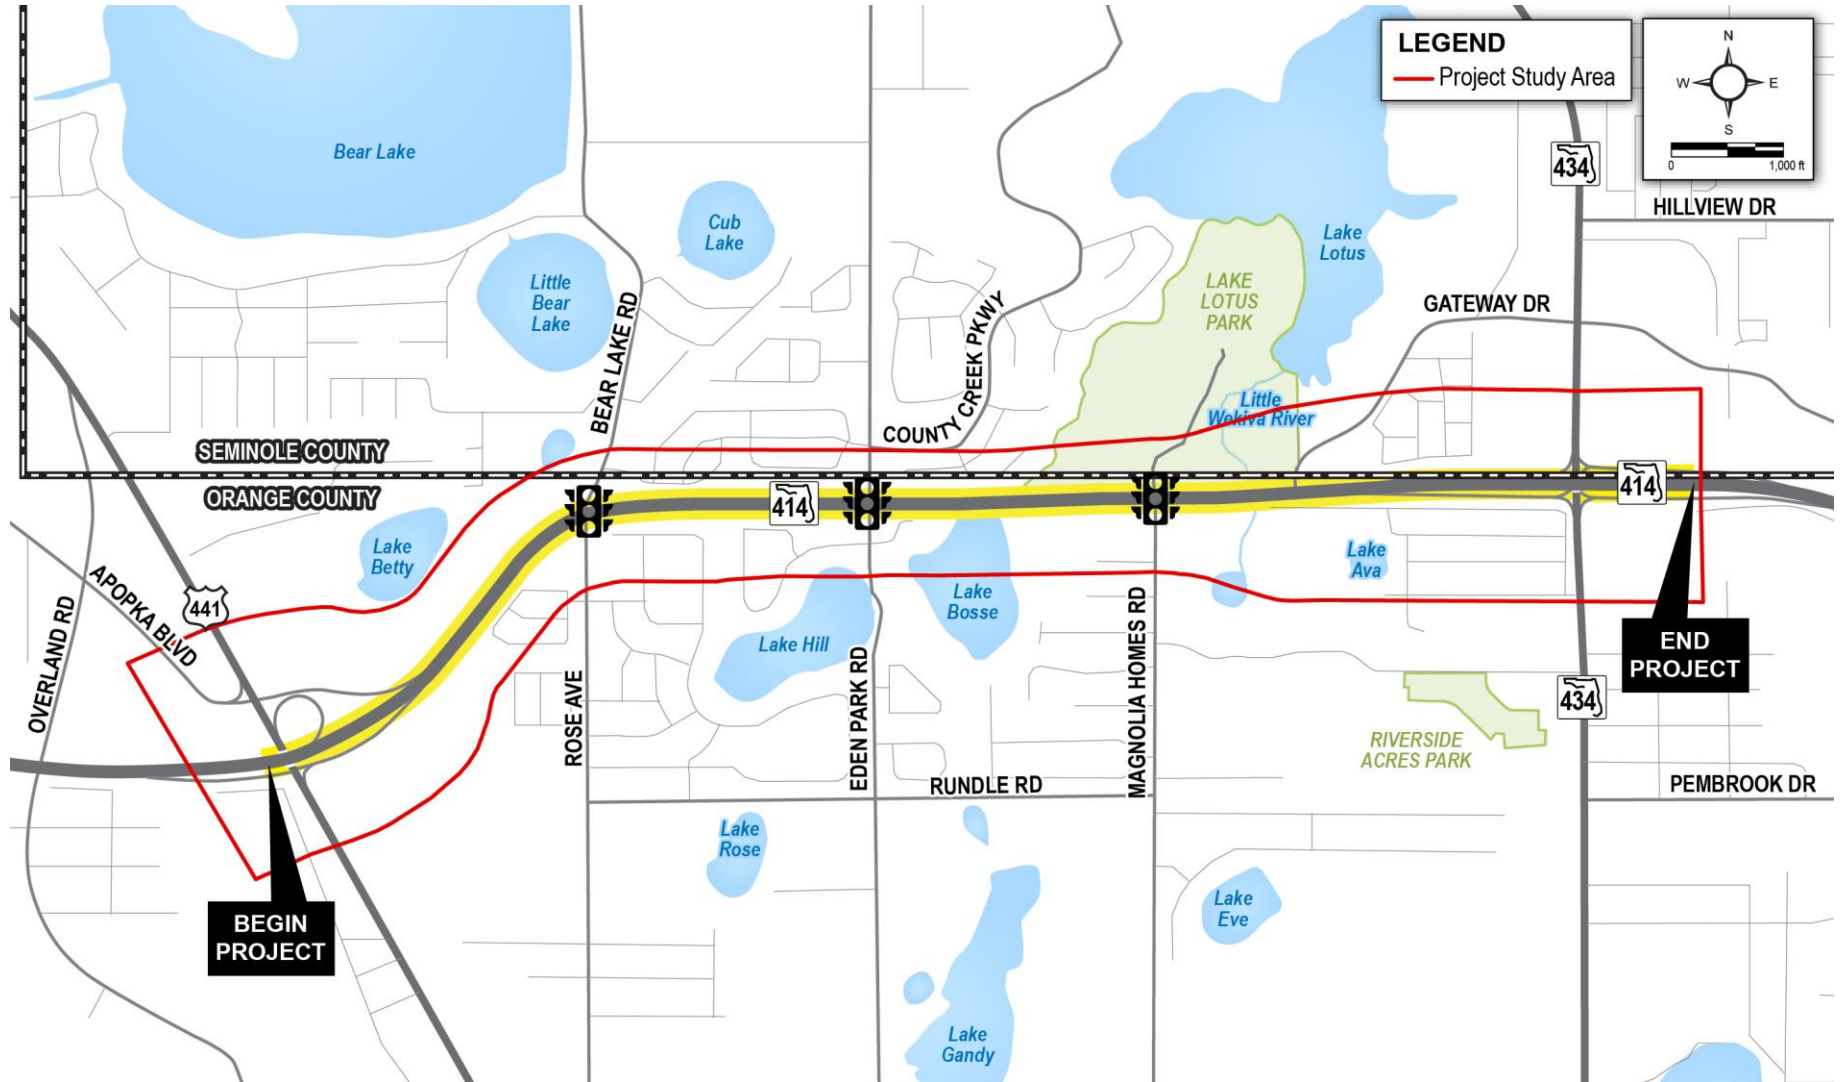 LEGEND
Project Study Area
N
W
E
S
0
1,000 ft
434
HILLVIEW DR
Bear Lake
Cub
Lake
Lake
Lotus
Little
Bear
Lake
LAKE
LOTUS
PARK
GATEWAY DR
BEAR LAKE RD
COUNTY CREEK PKWY
Little
Wekiva River
SEMINOLE COUNTY
ORANGE COUNTY
414
414
Lake
Betty
Lake
Ava
APOPKA BLVD
441
OVERLAND RD
Lake
Bosse
Lake Hill
ROSE AVE
EDEN PARK RD
MAGNOLIA HOMES RD
END
PROJECT
434
RIVERSIDE
ACRES PARK
RUNDLE RD
PEMBROOK DR
Lake
Rose
BEGIN
PROJECT
Lake
Eve
Lake
Gandy